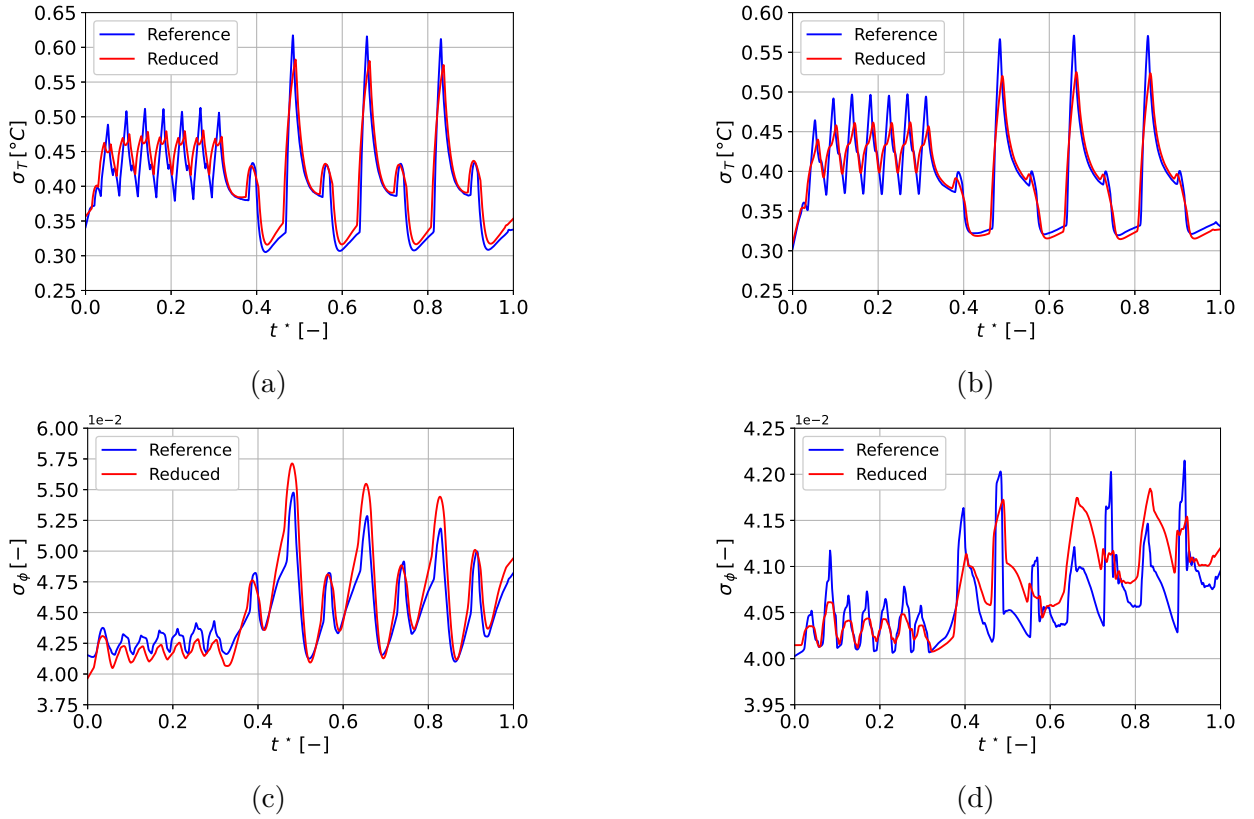 0.65
0.60
0.55
0.50
0.45
0.40
0.35
0.30
0.25
σ_T [°C]
Reference
Reduced
0.0 0.2 0.4 0.6 0.8 1.0
t* [−]
(a)
0.60
0.55
0.50
0.45
0.40
0.35
0.30
0.25
σ_T [°C]
Reference
Reduced
0.0 0.2 0.4 0.6 0.8 1.0
t* [−]
(b)
1e−2
6.00
5.75
5.50
5.25
5.00
4.75
4.50
4.25
4.00
3.75
σ_ϕ [−]
Reference
Reduced
0.0 0.2 0.4 0.6 0.8 1.0
t* [−]
(c)
1e−2
4.25
4.20
4.15
4.10
4.05
4.00
3.95
σ_ϕ [−]
Reference
Reduced
0.0 0.2 0.4 0.6 0.8 1.0
t* [−]
(d)